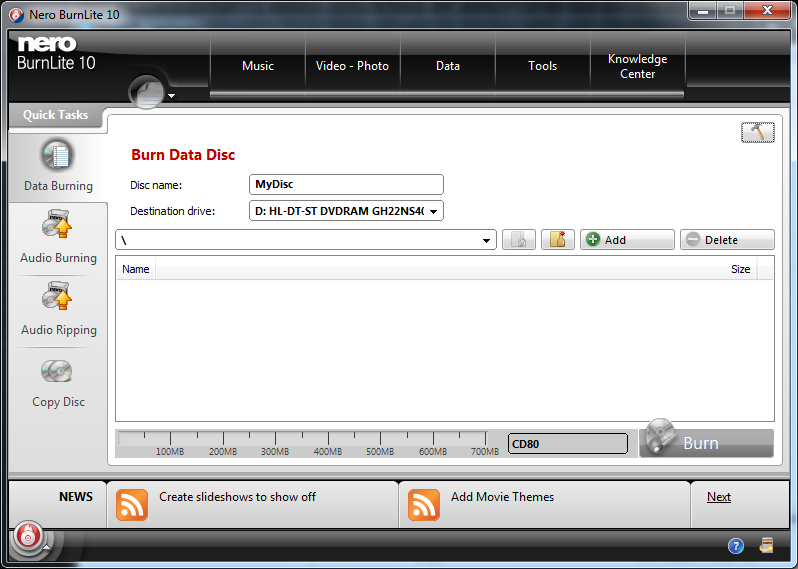 Nero BurnLite 10
nero
BurnLite 10
Music
Video - Photo
Data
Tools
Knowledge
Center
Quick Tasks
Data Burning
Audio Burning
Audio Ripping
Copy Disc
Burn Data Disc
Disc name:
MyDisc
Destination drive:
D: HL-DT-ST DVDRAM GH22NS4
\
Add
Delete
Name
Size
100MB
200MB
300MB
400MB
500MB
600MB
700MB
CD80
Burn
NEWS
Create slideshows to show off
Add Movie Themes
Next
?